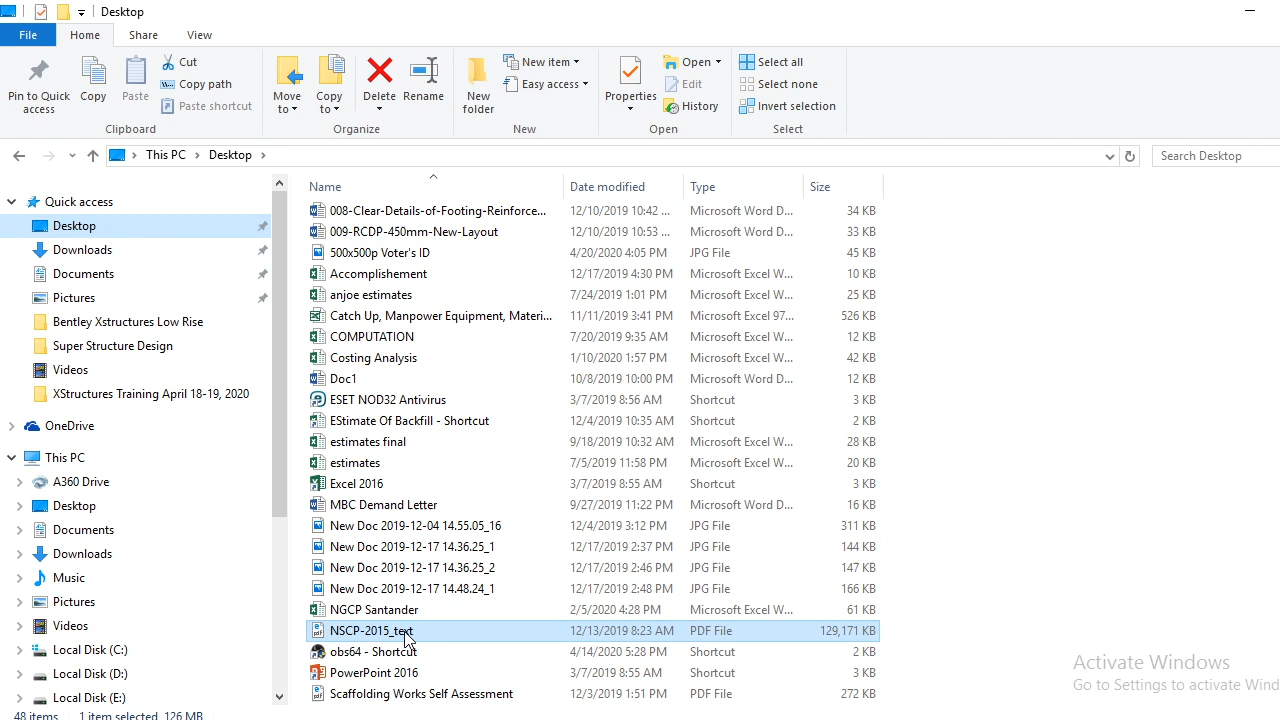 Desktop
File Home Share View
Pin to Quick access
Copy
Paste
Cut
Copy path
Paste shortcut
Clipboard
Move to
Copy to
Delete
Rename
Organize
New folder
New item
Easy access
New
Properties
Open
Edit
History
Open
Select all
Select none
Invert selection
Select
This PC Desktop
Search Desktop
Quick access
Desktop
Downloads
Documents
Pictures
Bentley Xstructures Low Rise
Super Structure Design
Videos
XStructures Training April 18-19, 2020
OneDrive
This PC
A360 Drive
Desktop
Documents
Downloads
Music
Pictures
Videos
Local Disk (C:)
Local Disk (D:)
Local Disk (E:)
Name Date modified Type Size
008-Clear-Details-of-Footing-Reinforce... 12/10/2019 10:42 ... Microsoft Word D... 34 KB
009-RCDP-450mm-New-Layout 12/10/2019 10:53 ... Microsoft Word D... 33 KB
500x500p Voter's ID 4/20/2020 4:05 PM JPG File 45 KB
Accomplishement 12/17/2019 4:30 PM Microsoft Excel W... 10 KB
anjoe estimates 7/24/2019 1:01 PM Microsoft Excel W... 25 KB
Catch Up, Manpower Equipment, Materi... 11/11/2019 3:41 PM Microsoft Excel 97... 526 KB
COMPUTATION 7/20/2019 9:35 AM Microsoft Excel W... 12 KB
Costing Analysis 1/10/2020 1:57 PM Microsoft Excel W... 42 KB
Doc1 10/8/2019 10:00 PM Microsoft Word D... 12 KB
ESET NOD32 Antivirus 3/7/2019 8:56 AM Shortcut 3 KB
EStimate Of Backfill - Shortcut 12/4/2019 10:35 AM Shortcut 2 KB
estimates final 9/18/2019 10:32 AM Microsoft Excel W... 28 KB
estimates 7/5/2019 11:58 PM Microsoft Excel W... 20 KB
Excel 2016 3/7/2019 8:55 AM Shortcut 3 KB
MBC Demand Letter 9/27/2019 11:22 PM Microsoft Word D... 16 KB
New Doc 2019-12-04 14.55.05_16 12/4/2019 3:12 PM JPG File 311 KB
New Doc 2019-12-17 14.36.25_1 12/17/2019 2:37 PM JPG File 144 KB
New Doc 2019-12-17 14.36.25_2 12/17/2019 2:46 PM JPG File 147 KB
New Doc 2019-12-17 14.48.24_1 12/17/2019 2:48 PM JPG File 166 KB
NGCP Santander 2/5/2020 4:28 PM Microsoft Excel W... 61 KB
NSCP-2015_text 12/13/2019 8:23 AM PDF File 129,171 KB
obs64 - Shortcut 4/14/2020 5:28 PM Shortcut 2 KB
PowerPoint 2016 3/7/2019 8:55 AM Shortcut 3 KB
Scaffolding Works Self Assessment 12/3/2019 1:51 PM PDF File 272 KB
Activate Windows
Go to Settings to activate Wind
48 items 1 item selected 126 MB